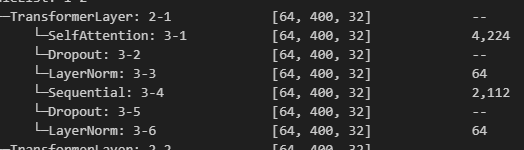 ─TransformerLayer: 2-1 [64, 400, 32] --
└─SelfAttention: 3-1 [64, 400, 32] 4,224
└─Dropout: 3-2 [64, 400, 32] --
└─LayerNorm: 3-3 [64, 400, 32] 64
└─Sequential: 3-4 [64, 400, 32] 2,112
└─Dropout: 3-5 [64, 400, 32] --
└─LayerNorm: 3-6 [64, 400, 32] 64
─TransformerLayer: 2-2 [64, 400, 32] --